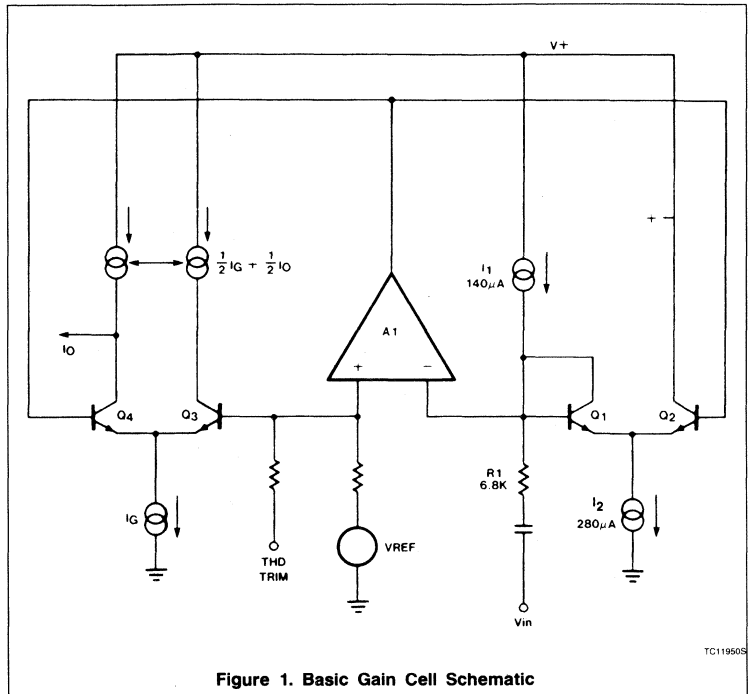 V+
I1
140μA
1/2 IG + 1/2 IO
A1
+
+ −
IO
Q4 Q3 Q1 Q2
R1
6.8K
I2
280μA
IG
VREF
THD
TRIM
Vin
TC11950S
Figure 1. Basic Gain Cell Schematic